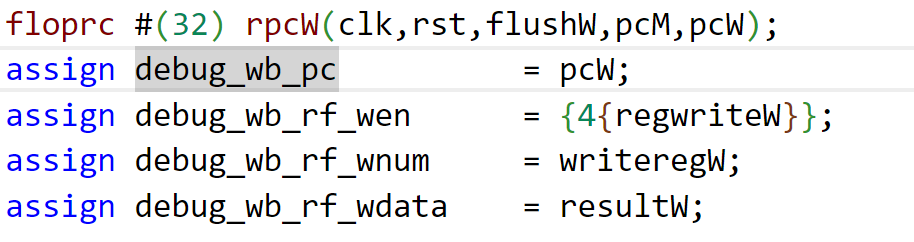 floprc #(32) rpcW(clk,rst,flushW,pcM,pcW);
assign debug_wb_pc          = pcW;
assign debug_wb_rf_wen      = {4{regwriteW}};
assign debug_wb_rf_wnum     = writeregW;
assign debug_wb_rf_wdata    = resultW;